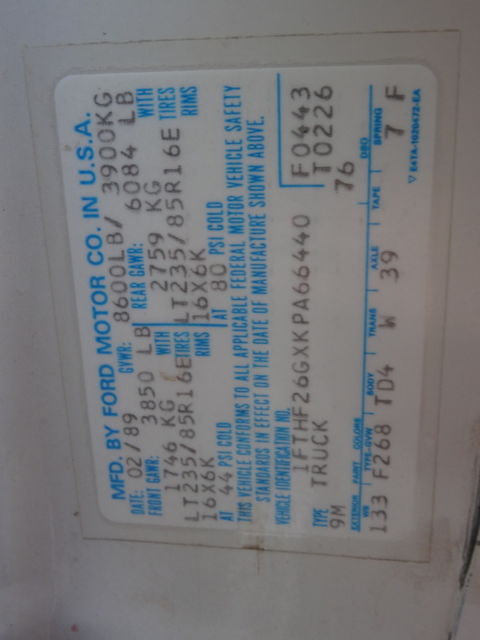 MFD. BY FORD MOTOR CO. IN U.S.A.
DATE: 02/89 GVWR: 8600LB/ 3900KG
FRONT GAWR: 3850 LB REAR GAWR: 6084 LB
1746 KG WITH 2759 KG WITH
LT235/85R16E TIRES LT235/85R16E TIRES
16X6K RIMS 16X6K RIMS
AT 44 PSI COLD AT 80 PSI COLD
THIS VEHICLE CONFORMS TO ALL APPLICABLE FEDERAL MOTOR VEHICLE SAFETY
STANDARDS IN EFFECT ON THE DATE OF MANUFACTURE SHOWN ABOVE.
VEHICLE IDENTIFICATION NO.
1FTHF26GXKPA66440 F0443
TYPE TRUCK T0226
9M 76
EXTERIOR PAINT COLORS DSO
WB TYPE-GVW BODY TRANS AXLE TAPE SPRING
133 F268 TD4 W 39 7 F
▽ E4TA-1020472-EA